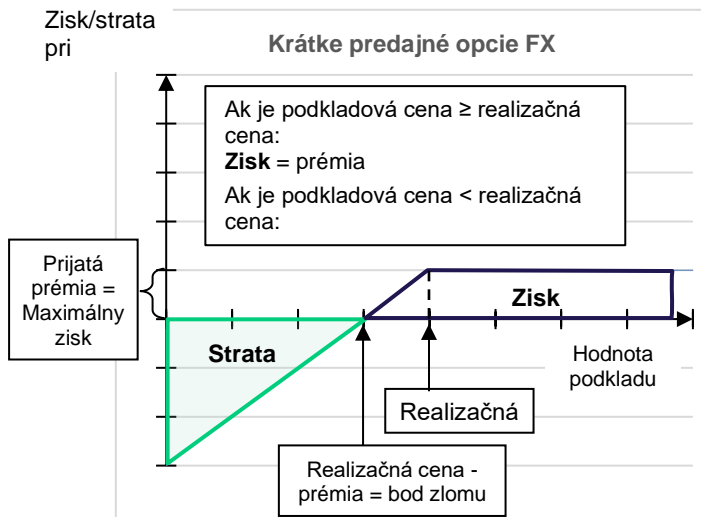 Zisk/strata
pri
Krátke predajné opcie FX
Ak je podkladová cena ≥ realizačná
cena:
Zisk = prémia
Ak je podkladová cena < realizačná
cena:
Prijatá
prémia =
Maximálny
zisk
Zisk
Strata
Hodnota
podkladu
Realizačná
Realizačná cena -
prémia = bod zlomu